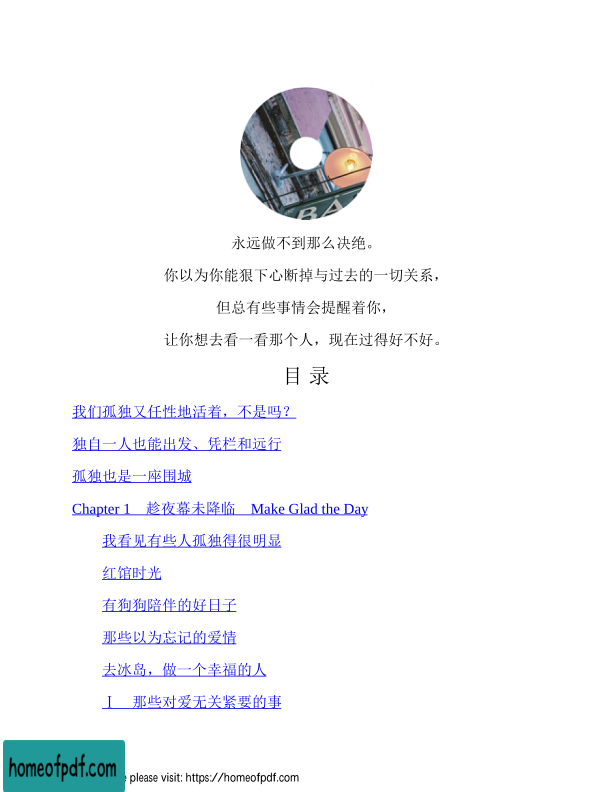 BA
永远做不到那么决绝。
你以为你能狠下心断掉与过去的一切关系，
但总有些事情会提醒着你，
让你想去看一看那个人，现在过得好不好。
目 录
我们孤独又任性地活着，不是吗？
独自一人也能出发、凭栏和远行
孤独也是一座围城
Chapter 1　趁夜幕未降临　Make Glad the Day
我看见有些人孤独得很明显
红馆时光
有狗狗陪伴的好日子
那些以为忘记的爱情
去冰岛，做一个幸福的人
Ⅰ　那些对爱无关紧要的事
homeofpdf.com
please visit: https://homeofpdf.com